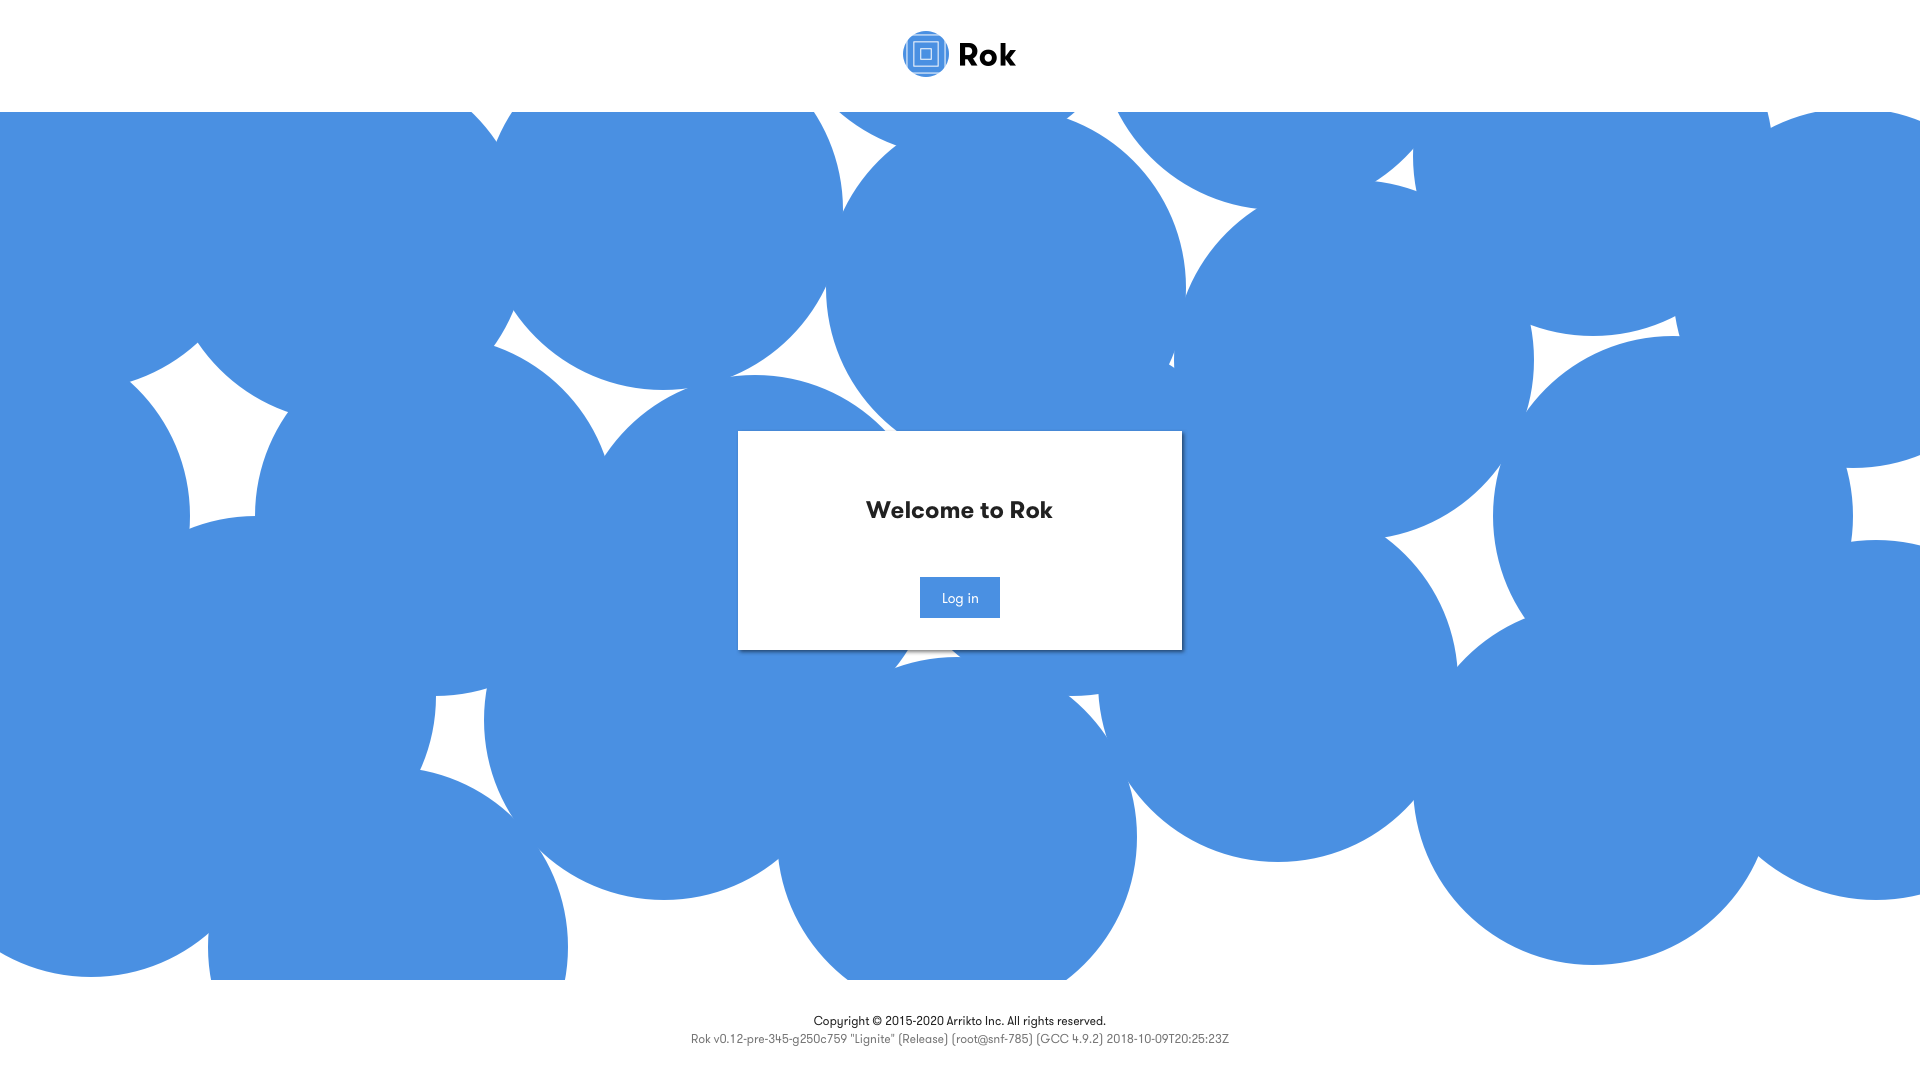 Rok
Welcome to Rok
Log in
Copyright © 2015-2020 Arrikto Inc. All rights reserved.
Rok v0.12-pre-345-g250c759 "Lignite" (Release) (root@snf-785) (GCC 4.9.2) 2018-10-09T20:25:23Z